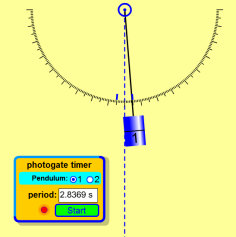 1
photogate timer
Pendulum: 1 2
period: 2.8369 s
Start